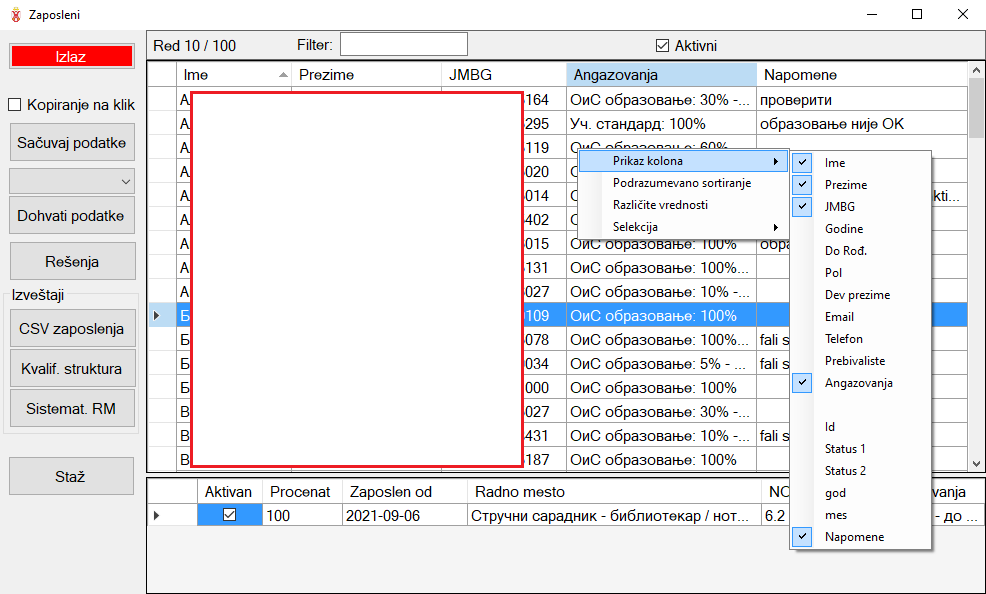 Zaposleni
Izlaz
Kopiranje na klik
Sačuvaj podatke
Dohvati podatke
Rešenja
Izveštaji
CSV zaposlenja
Kvalif. struktura
Sistemat. RM
Staž
Red 10 / 100 Filter: Aktivni
Ime Prezime JMBG Angazovanja Napomene
А 164 ОиС образовање: 30% -... проверити
А 295 Уч. стандард: 100% образовање није ОК
А 119 ОиС образовање: 60%
А 020
А 014 kti...
А 402
А 015 ОиС образовање: 100%
А 131 ОиС образовање: 100%...
А 027 ОиС образовање: 10% -...
Б 109 ОиС образовање: 100%
Б 078 ОиС образовање: 100%... fali s
Б 034 ОиС образовање: 5% - ... fali s
Б 000 ОиС образовање: 100%
В 027 ОиС образовање: 30% -...
В 431 ОиС образовање: 10% -... fali s
В 187 ОиС образовање: 100%
Prikaz kolona
Podrazumevano sortiranje
Različite vrednosti
Selekcija
Ime
Prezime
JMBG
Godine
Do Rođ.
Pol
Dev prezime
Email
Telefon
Prebivaliste
Angazovanja
Id
Status 1
Status 2
god
mes
Napomene
Aktivan Procenat Zaposlen od Radno mesto NO vanja
100 2021-09-06 Стручни сарадник - библиотекар / нот... 6.2 - до ...